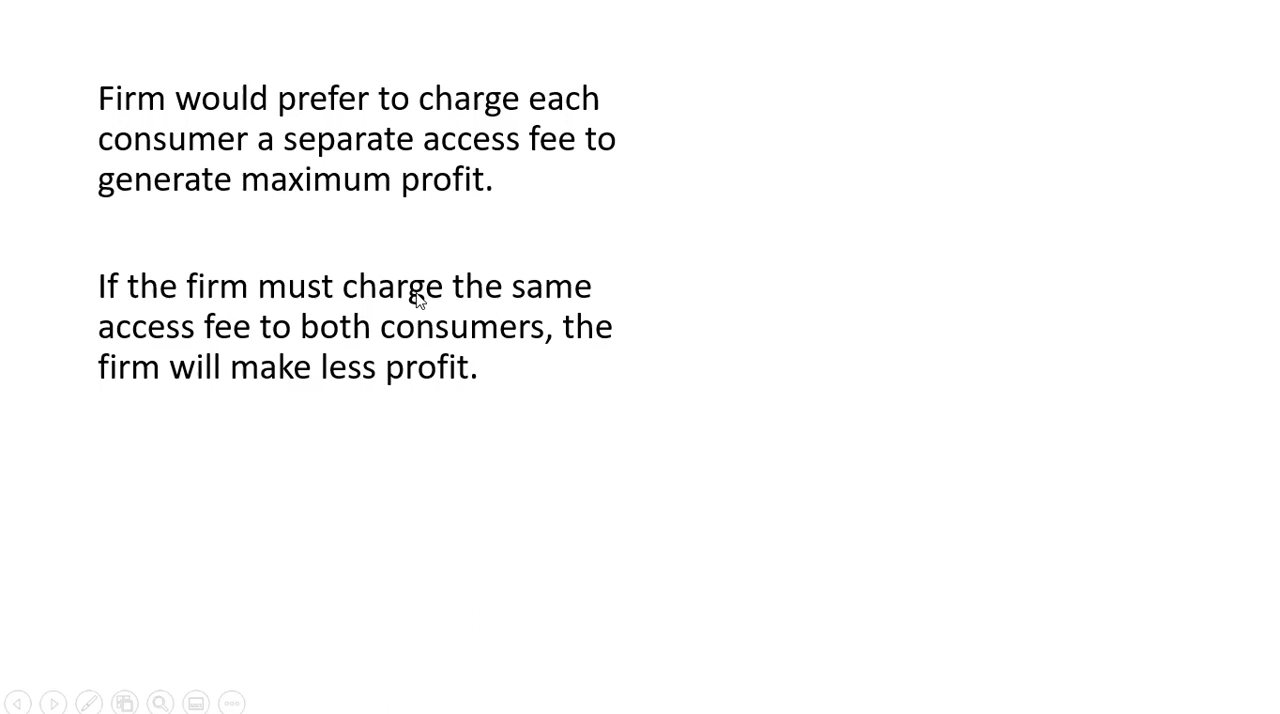 Firm would prefer to charge each
consumer a separate access fee to
generate maximum profit.
If the firm must charge the same
access fee to both consumers, the
firm will make less profit.